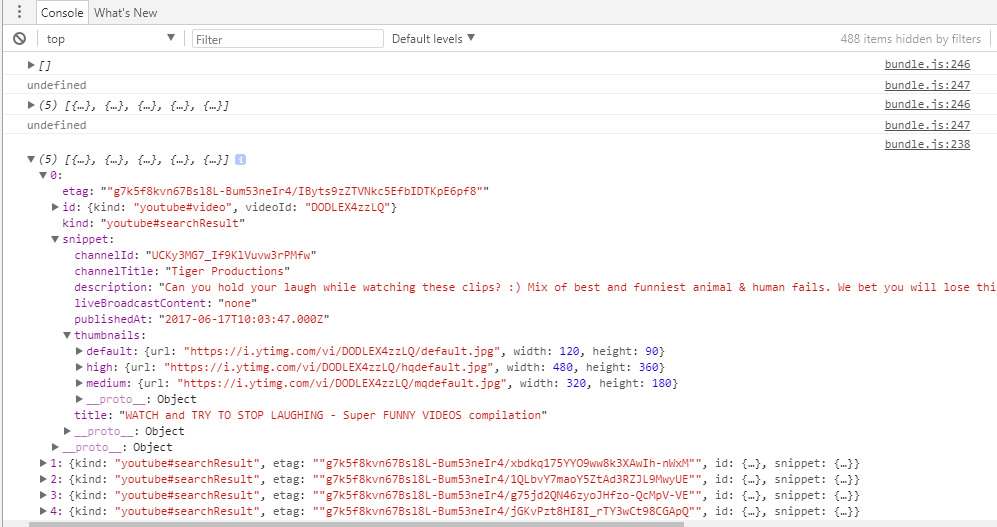 Console What's New
top Filter Default levels 488 items hidden by filters
[] bundle.js:246
undefined bundle.js:247
(5) [{…}, {…}, {…}, {…}, {…}] bundle.js:246
undefined bundle.js:247
bundle.js:238
(5) [{…}, {…}, {…}, {…}, {…}] i
0:
etag: ""g7k5f8kvn67Bsl8L-Bum53neIr4/IByts9zZTVNkc5EfbIDTKpE6pf8""
id: {kind: "youtube#video", videoId: "DODLEX4zzLQ"}
kind: "youtube#searchResult"
snippet:
channelId: "UCKy3MG7_If9KlVuvw3rPMfw"
channelTitle: "Tiger Productions"
description: "Can you hold your laugh while watching these clips? :) Mix of best and funniest animal & human fails. We bet you will lose thi
liveBroadcastContent: "none"
publishedAt: "2017-06-17T10:03:47.000Z"
thumbnails:
default: {url: "https://i.ytimg.com/vi/DODLEX4zzLQ/default.jpg", width: 120, height: 90}
high: {url: "https://i.ytimg.com/vi/DODLEX4zzLQ/hqdefault.jpg", width: 480, height: 360}
medium: {url: "https://i.ytimg.com/vi/DODLEX4zzLQ/mqdefault.jpg", width: 320, height: 180}
__proto__: Object
title: "WATCH and TRY TO STOP LAUGHING - Super FUNNY VIDEOS compilation"
__proto__: Object
__proto__: Object
1: {kind: "youtube#searchResult", etag: ""g7k5f8kvn67Bsl8L-Bum53neIr4/xbdkq175YYO9ww8k3XAwIh-nWxM"", id: {…}, snippet: {…}}
2: {kind: "youtube#searchResult", etag: ""g7k5f8kvn67Bsl8L-Bum53neIr4/1QLbvY7maoY5ZtAd3RZJL9MwyUE"", id: {…}, snippet: {…}}
3: {kind: "youtube#searchResult", etag: ""g7k5f8kvn67Bsl8L-Bum53neIr4/g75jd2QN46zyoJHfzo-QcMpV-VE"", id: {…}, snippet: {…}}
4: {kind: "youtube#searchResult", etag: ""g7k5f8kvn67Bsl8L-Bum53neIr4/jGKvPzt8HI8I_rTY3wCt98CGApQ"", id: {…}, snippet: {…}}